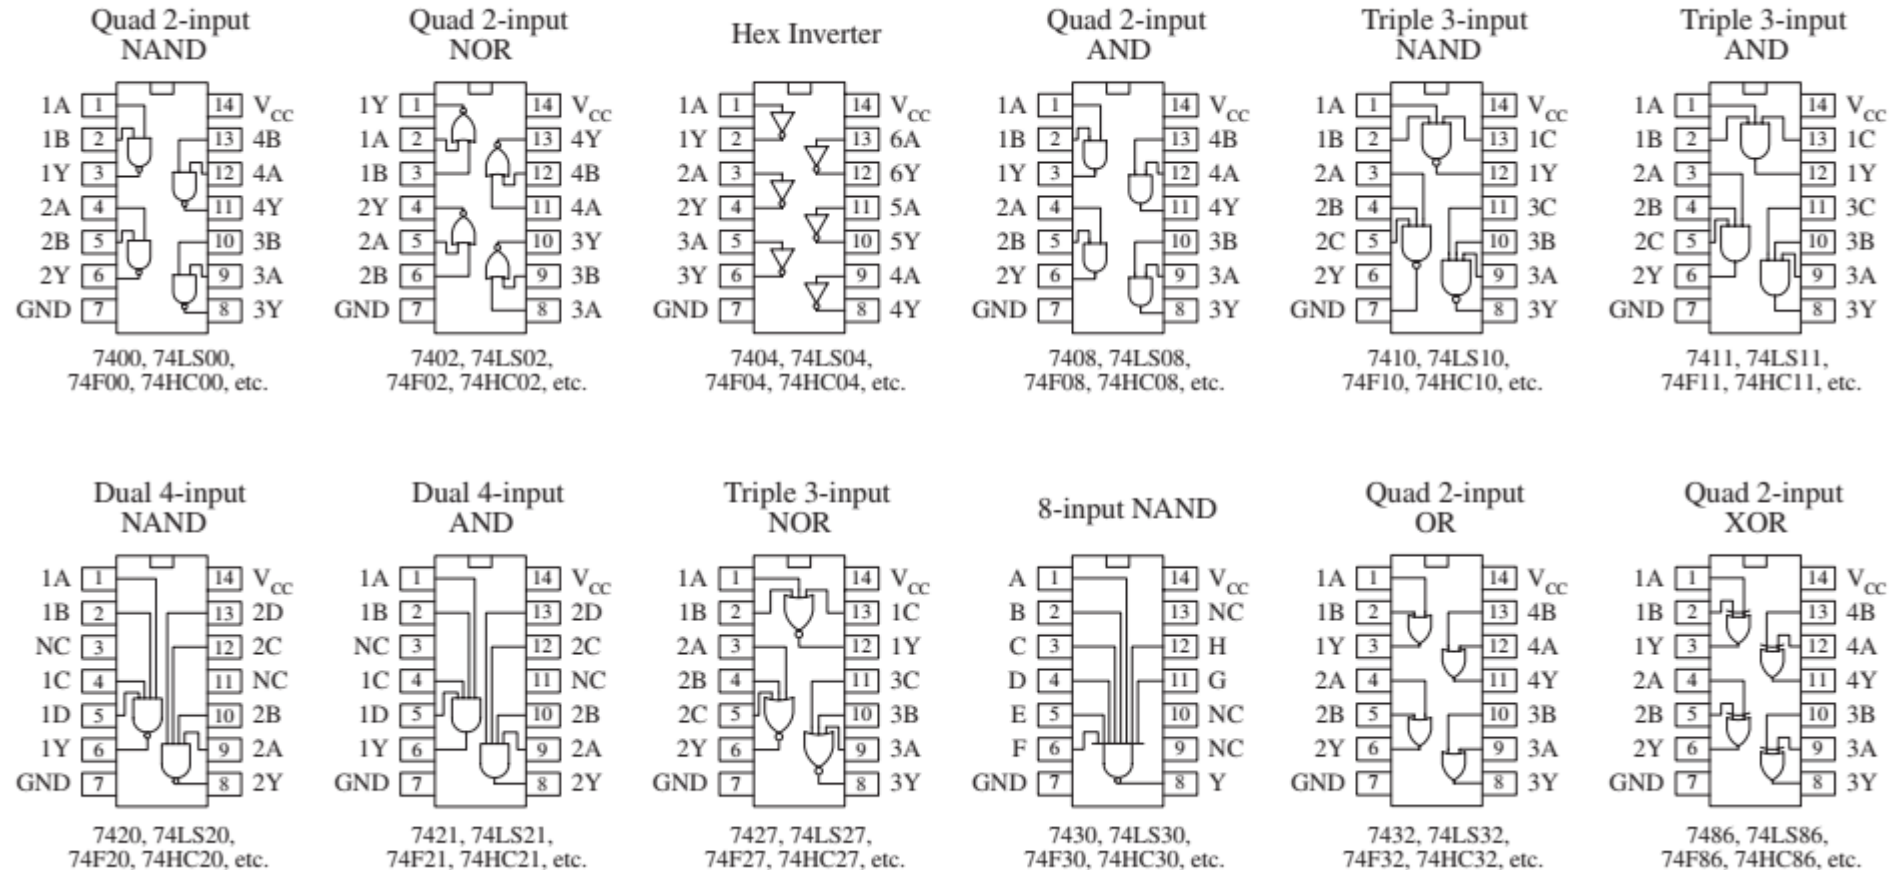 Quad 2-input
NAND
1A 1 14 VCC
1B 2 13 4B
1Y 3 12 4A
2A 4 11 4Y
2B 5 10 3B
2Y 6 9 3A
GND 7 8 3Y
7400, 74LS00,
74F00, 74HC00, etc.
Quad 2-input
NOR
1Y 1 14 VCC
1A 2 13 4Y
1B 3 12 4B
2Y 4 11 4A
2A 5 10 3Y
2B 6 9 3B
GND 7 8 3A
7402, 74LS02,
74F02, 74HC02, etc.
Hex Inverter
1A 1 14 VCC
1Y 2 13 6A
2A 3 12 6Y
2Y 4 11 5A
3A 5 10 5Y
3Y 6 9 4A
GND 7 8 4Y
7404, 74LS04,
74F04, 74HC04, etc.
Quad 2-input
AND
1A 1 14 VCC
1B 2 13 4B
1Y 3 12 4A
2A 4 11 4Y
2B 5 10 3B
2Y 6 9 3A
GND 7 8 3Y
7408, 74LS08,
74F08, 74HC08, etc.
Triple 3-input
NAND
1A 1 14 VCC
1B 2 13 1C
2A 3 12 1Y
2B 4 11 3C
2C 5 10 3B
2Y 6 9 3A
GND 7 8 3Y
7410, 74LS10,
74F10, 74HC10, etc.
Triple 3-input
AND
1A 1 14 VCC
1B 2 13 1C
2A 3 12 1Y
2B 4 11 3C
2C 5 10 3B
2Y 6 9 3A
GND 7 8 3Y
7411, 74LS11,
74F11, 74HC11, etc.
Dual 4-input
NAND
1A 1 14 VCC
1B 2 13 2D
NC 3 12 2C
1C 4 11 NC
1D 5 10 2B
1Y 6 9 2A
GND 7 8 2Y
7420, 74LS20,
74F20, 74HC20, etc.
Dual 4-input
AND
1A 1 14 VCC
1B 2 13 2D
NC 3 12 2C
1C 4 11 NC
1D 5 10 2B
1Y 6 9 2A
GND 7 8 2Y
7421, 74LS21,
74F21, 74HC21, etc.
Triple 3-input
NOR
1A 1 14 VCC
1B 2 13 1C
2A 3 12 1Y
2B 4 11 3C
2C 5 10 3B
2Y 6 9 3A
GND 7 8 3Y
7427, 74LS27,
74F27, 74HC27, etc.
8-input NAND
A 1 14 VCC
B 2 13 NC
C 3 12 H
D 4 11 G
E 5 10 NC
F 6 9 NC
GND 7 8 Y
7430, 74LS30,
74F30, 74HC30, etc.
Quad 2-input
OR
1A 1 14 VCC
1B 2 13 4B
1Y 3 12 4A
2A 4 11 4Y
2B 5 10 3B
2Y 6 9 3A
GND 7 8 3Y
7432, 74LS32,
74F32, 74HC32, etc.
Quad 2-input
XOR
1A 1 14 VCC
1B 2 13 4B
1Y 3 12 4A
2A 4 11 4Y
2B 5 10 3B
2Y 6 9 3A
GND 7 8 3Y
7486, 74LS86,
74F86, 74HC86, etc.